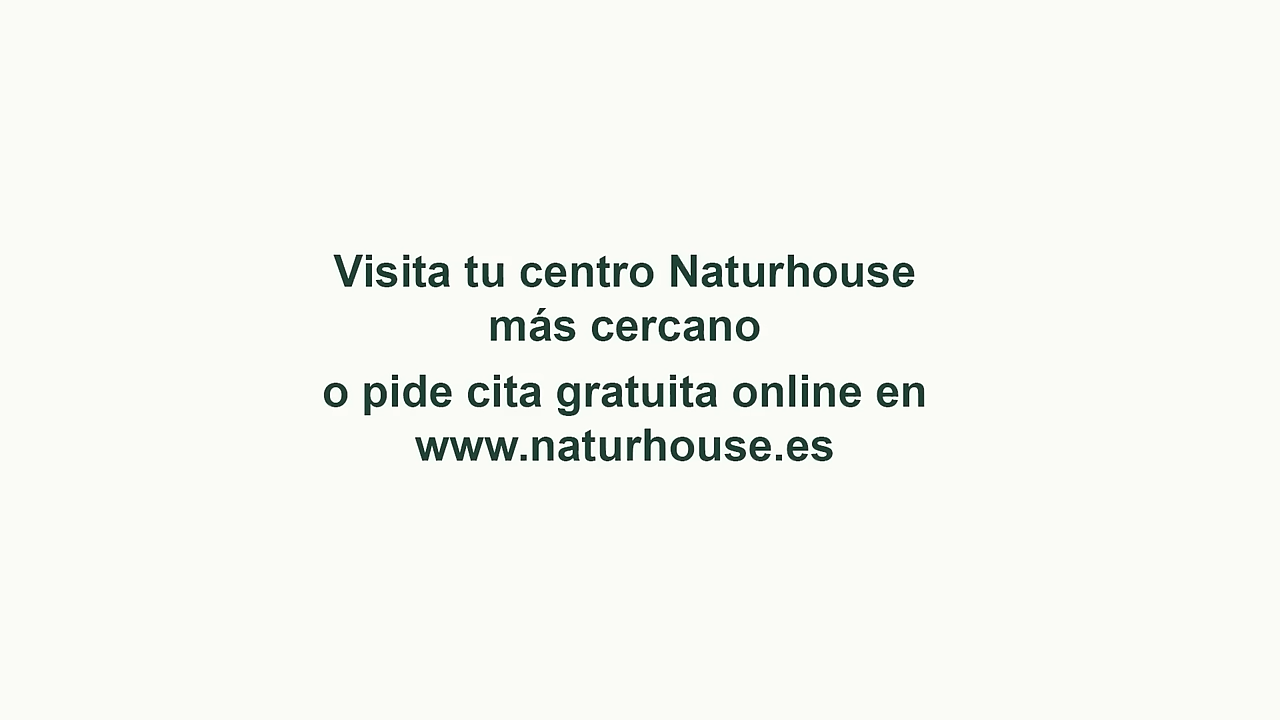 Visita tu centro Naturhouse
más cercano
o pide cita gratuita online en
www.naturhouse.es